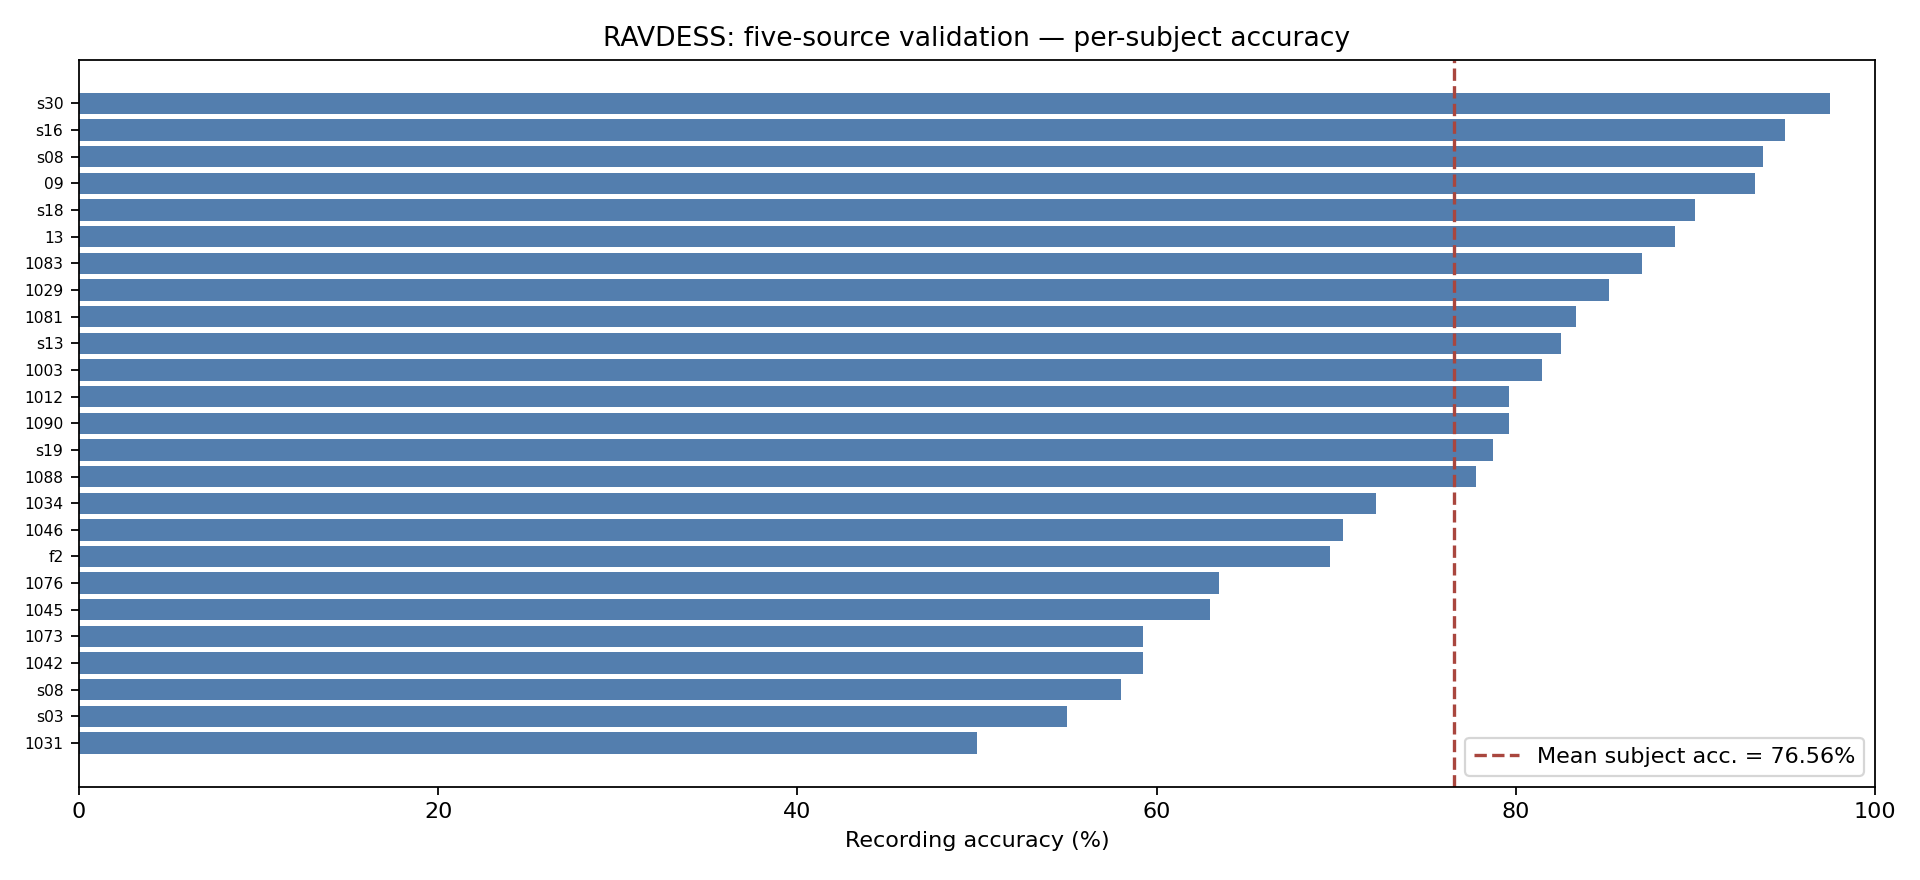 RAVDESS: five-source validation — per-subject accuracy
s30
s16
s08
09
s18
13
1083
1029
1081
s13
1003
1012
1090
s19
1088
1034
1046
f2
1076
1045
1073
1042
s08
s03
1031
Mean subject acc. = 76.56%
0 20 40 60 80 100
Recording accuracy (%)